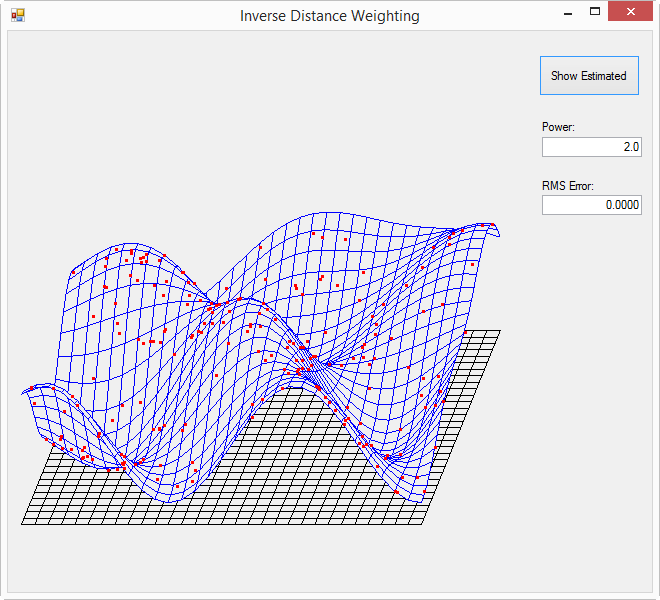 Inverse Distance Weighting
Show Estimated
Power:
2.0
RMS Error:
0.0000